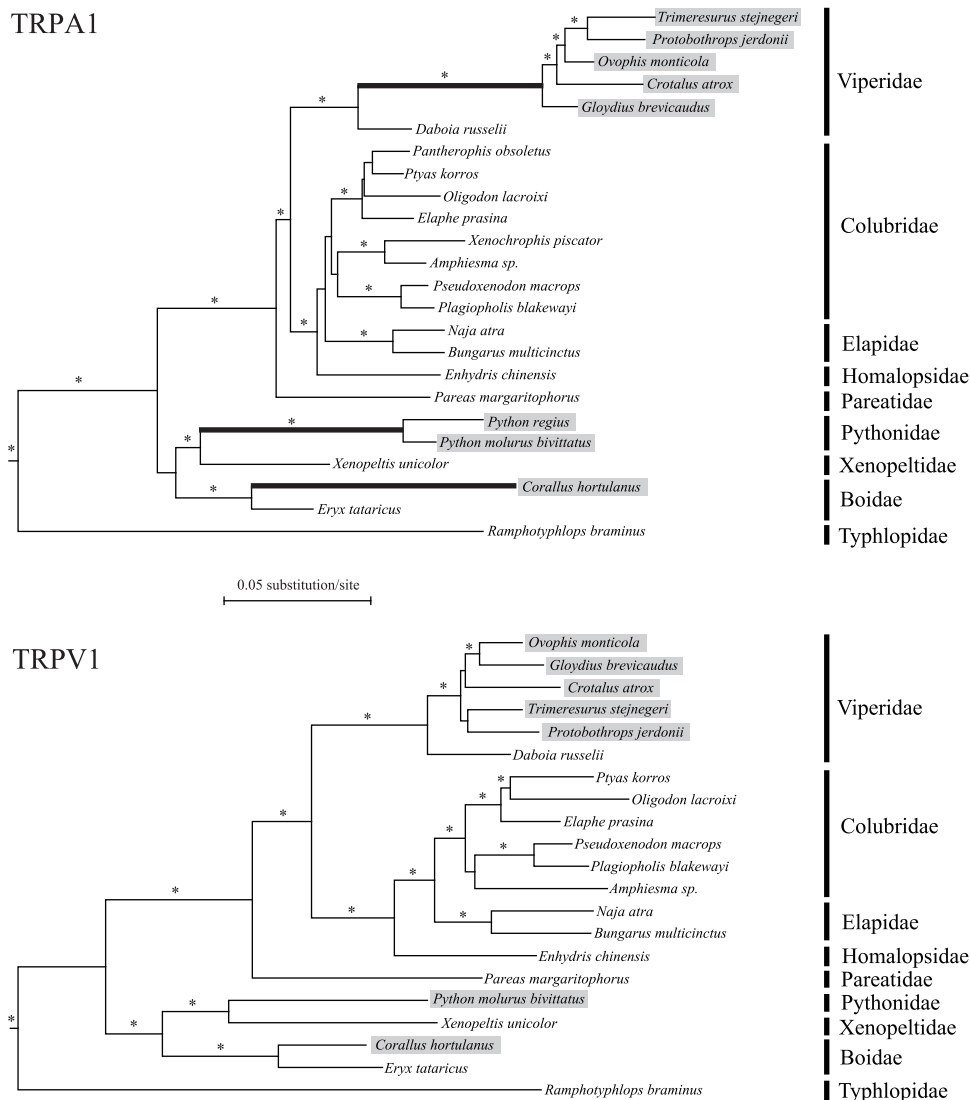 TRPA1
*
Trimeresurus stejnegeri
*
Protobothrops jerdonii
*
Ovophis monticola
*
Viperidae
*
Crotalus atrox
*
Gloydius brevicaudus
Daboia russelii
Pantherophis obsoletus
Ptyas korros
*
Oligodon lacroixi
*
Elaphe prasina
Colubridae
*
Xenochrophis piscator
Amphiesma sp.
*
Pseudoxenodon macrops
*
Plagiopholis blakewayi
*
Naja atra
*
Elapidae
Bungarus multicinctus
Enhydris chinensis
Homalopsidae
*
Pareas margaritophorus
Pareatidae
*
Python regius
*
Pythonidae
*
Python molurus bivittatus
Xenopeltis unicolor
Xenopeltidae
*
Corallus hortulanus
Boidae
Eryx tataricus
Ramphotyphlops braminus
Typhlopidae
0.05 substitution/site
TRPV1
*
Ovophis monticola
Gloydius brevicaudus
*
Crotalus atrox
*
Trimeresurus stejnegeri
Viperidae
Protobothrops jerdonii
Daboia russelii
*
Ptyas korros
*
Oligodon lacroixi
*
Elaphe prasina
*
Colubridae
*
Pseudoxenodon macrops
*
Plagiopholis blakewayi
*
Amphiesma sp.
*
Naja atra
*
Elapidae
Bungarus multicinctus
Enhydris chinensis
Homalopsidae
Pareas margaritophorus
Pareatidae
*
Python molurus bivittatus
Pythonidae
*
*
Xenopeltis unicolor
Xenopeltidae
*
Corallus hortulanus
Boidae
Eryx tataricus
Ramphotyphlops braminus
Typhlopidae